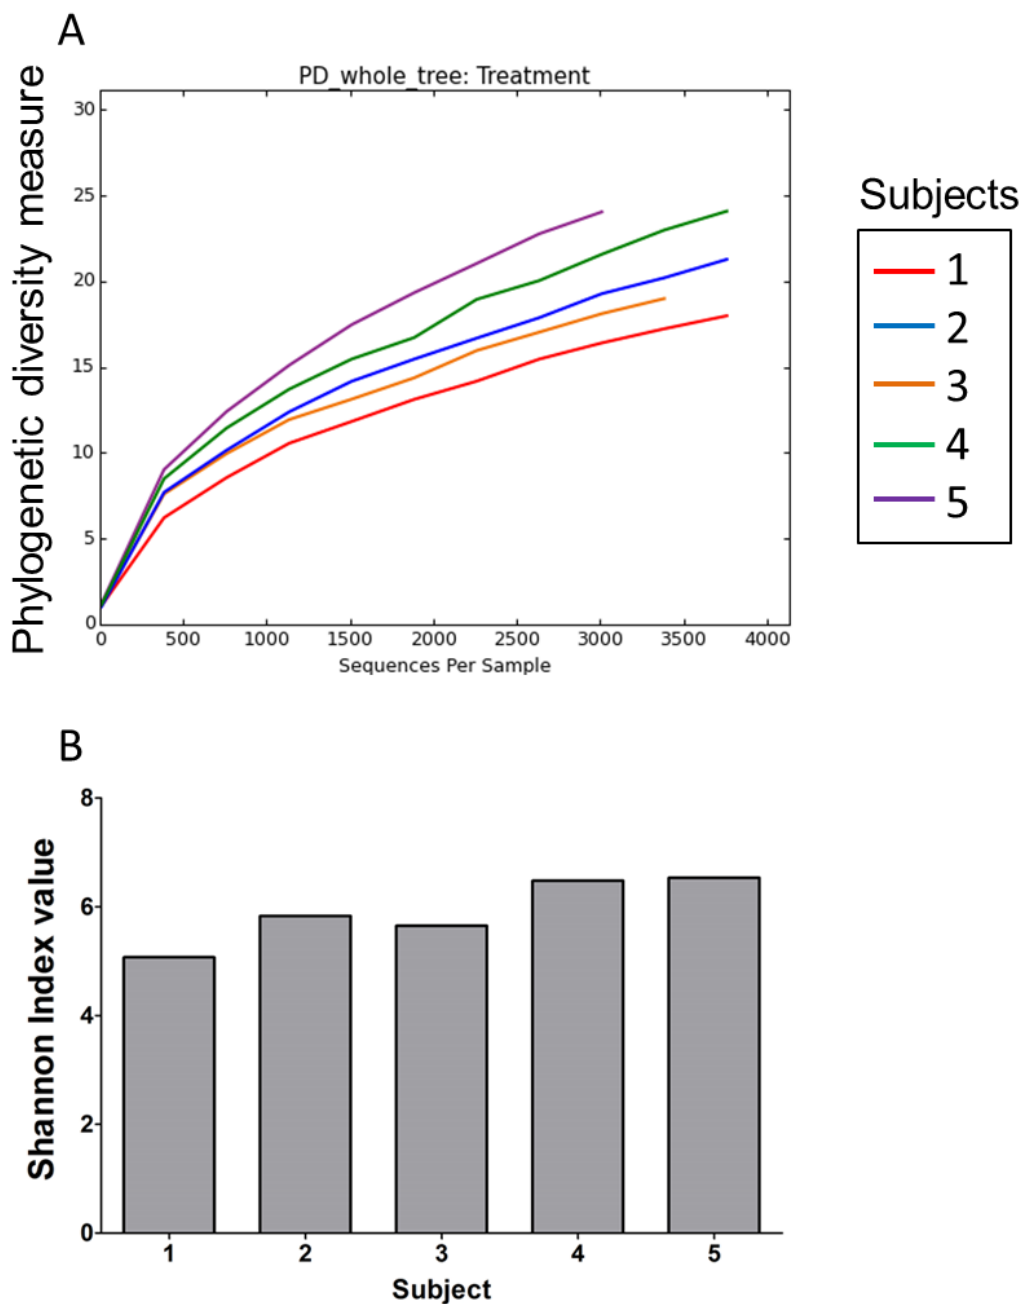 A
PD_whole_tree: Treatment
Phylogenetic diversity measure
30
25
20
15
10
5
0
0 500 1000 1500 2000 2500 3000 3500 4000
Sequences Per Sample
Subjects
1
2
3
4
5
B
Shannon Index value
8
6
4
2
0
1 2 3 4 5
Subject